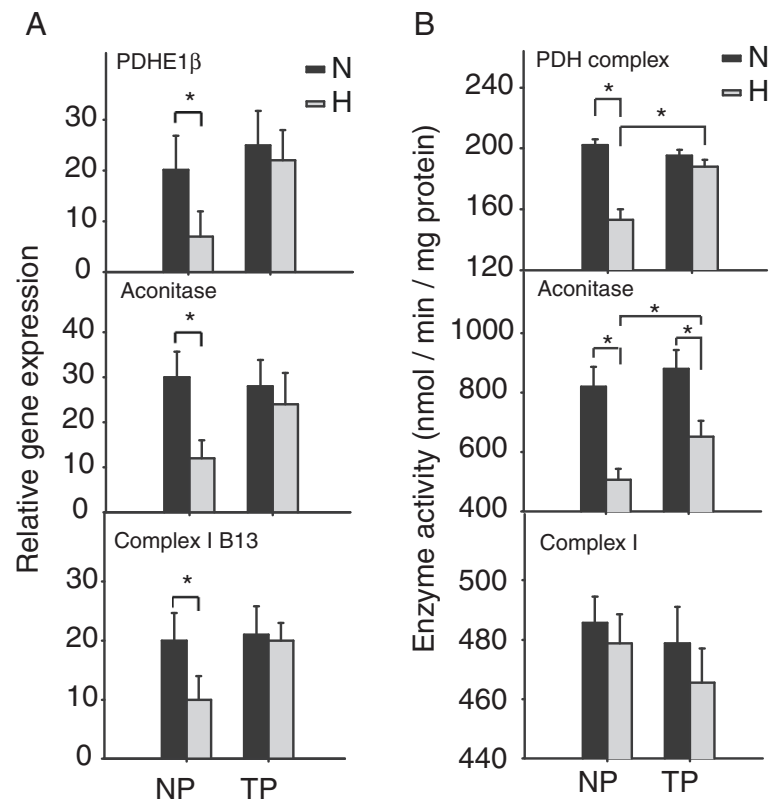 A
PDHE1β
N
H
*
30
20
10
0
Aconitase
*
40
30
20
10
0
Complex I B13
*
20
10
0
NP TP
Relative gene expression
B
PDH complex
N
H
*
*
240
200
160
120
Aconitase
*
*
*
1000
800
600
400
Complex I
500
480
460
440
NP TP
Enzyme activity (nmol / min / mg protein)